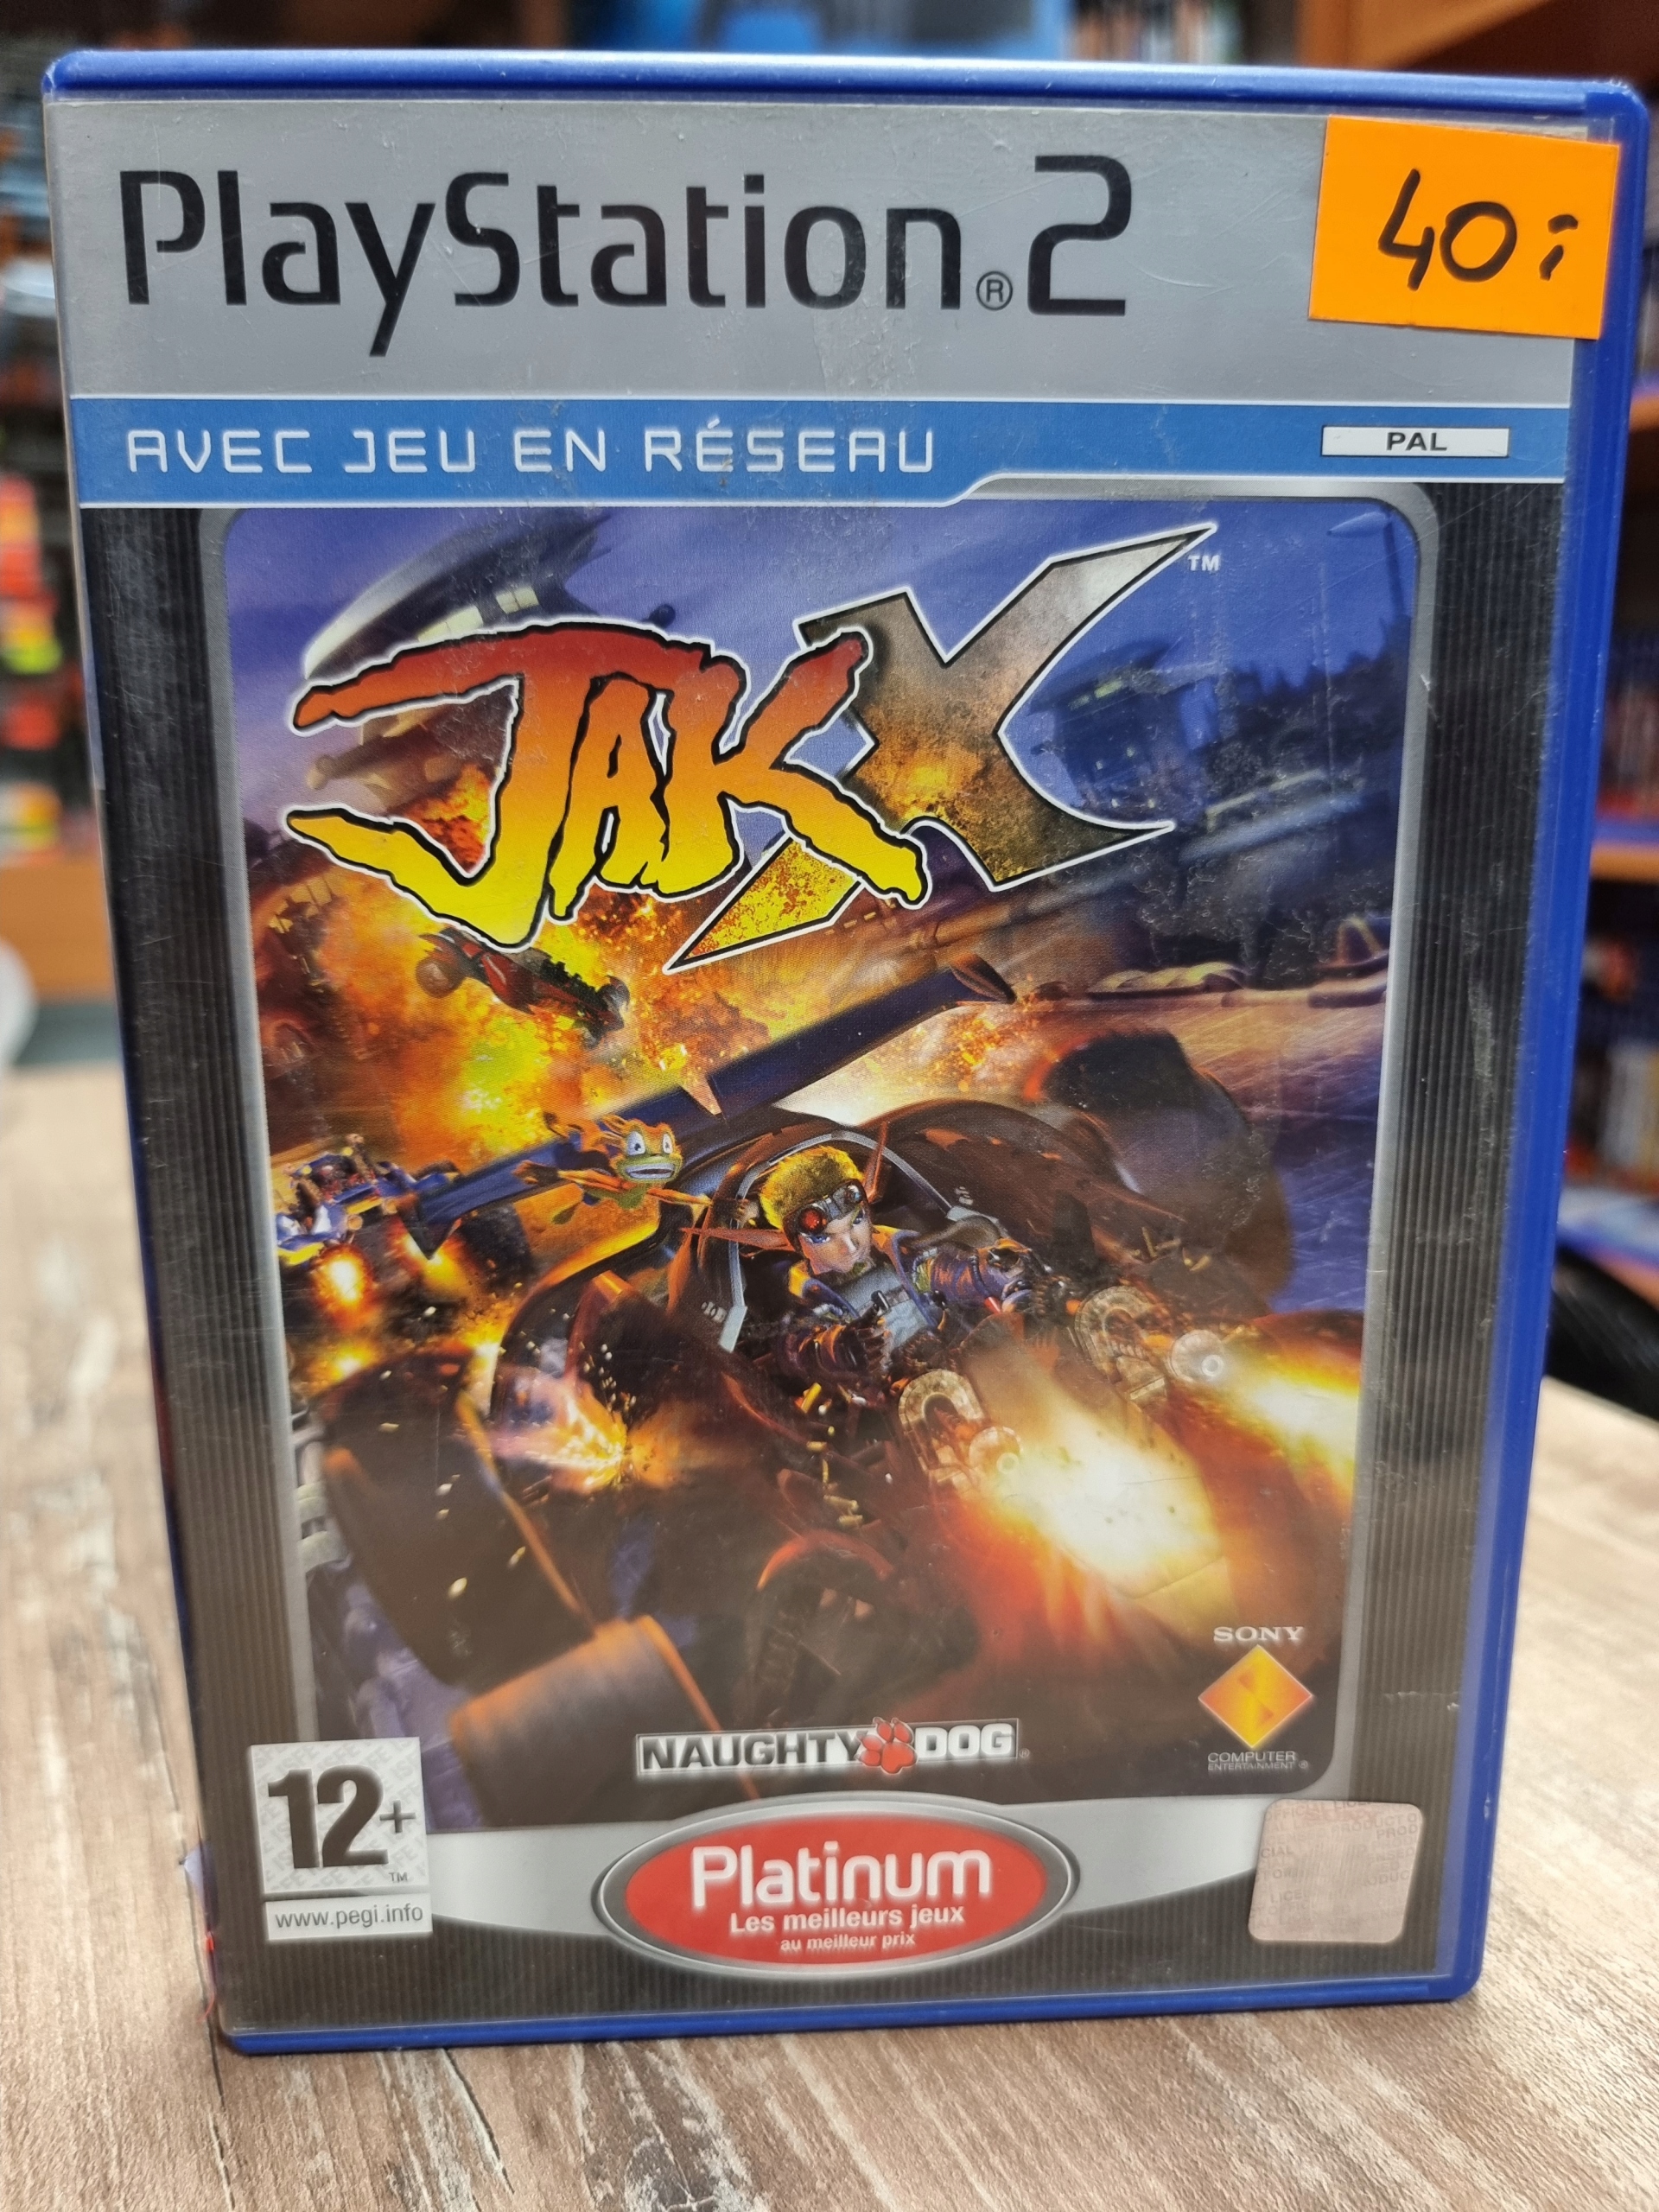 PlayStation®2
40:
AVEC JEU EN RÉSEAU
PAL
JAK X™
SONY
COMPUTER
ENTERTAINMENT®
NAUGHTY DOG®
12+™
www.pegi.info
Platinum
Les meilleurs jeux
au meilleur prix